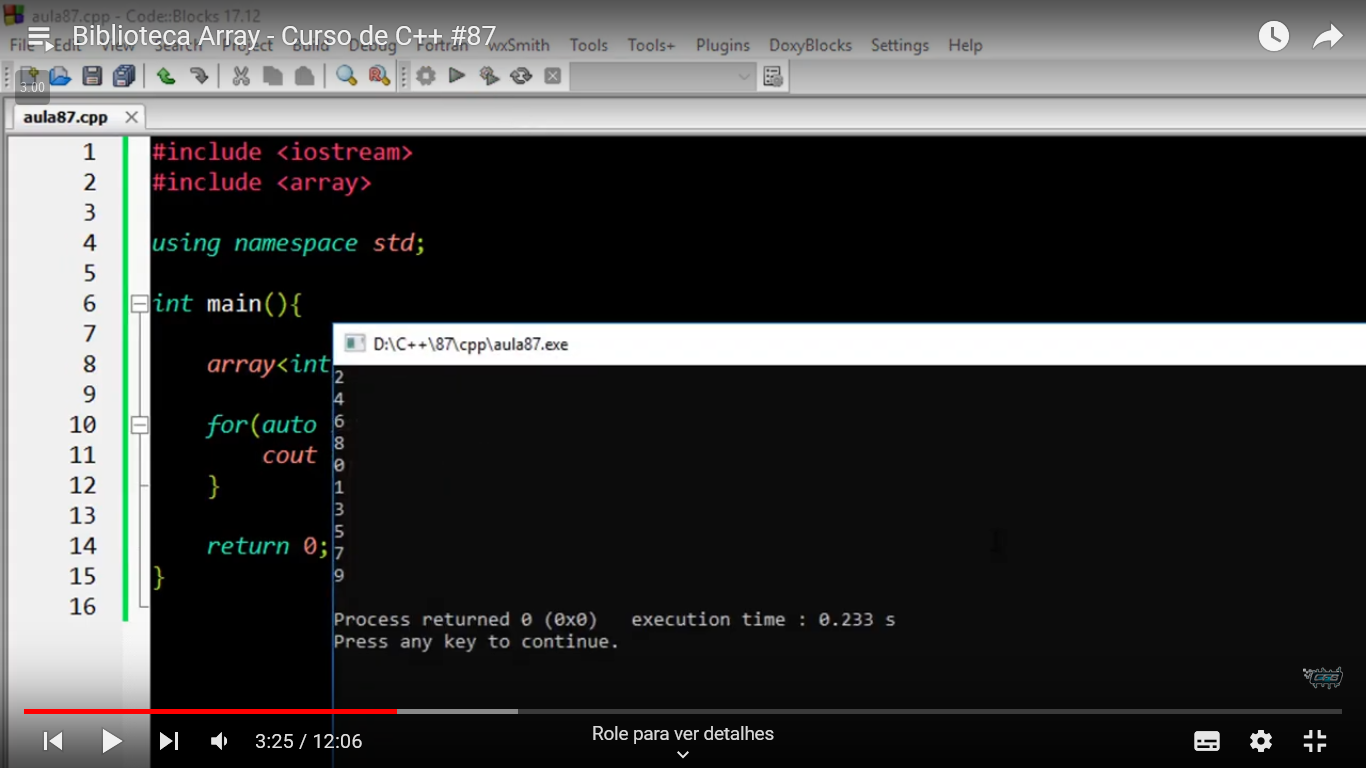 aula87.cpp - Code::Blocks 17.12
Biblioteca Array - Curso de C++ #87
File Edit View Search Project Build Debug Fortran wxSmith Tools Tools+ Plugins DoxyBlocks Settings Help
3.00
aula87.cpp
1 #include <iostream>
2 #include <array>
3
4 using namespace std;
5
6 int main(){
7
8 array<int
9
10 for(auto
11 cout
12 }
13
14 return 0;
15 }
16
D:\C++\87\cpp\aula87.exe
2
4
6
8
0
1
3
5
7
9
Process returned 0 (0x0) execution time : 0.233 s
Press any key to continue.
CFB
3:25 / 12:06
Role para ver detalhes